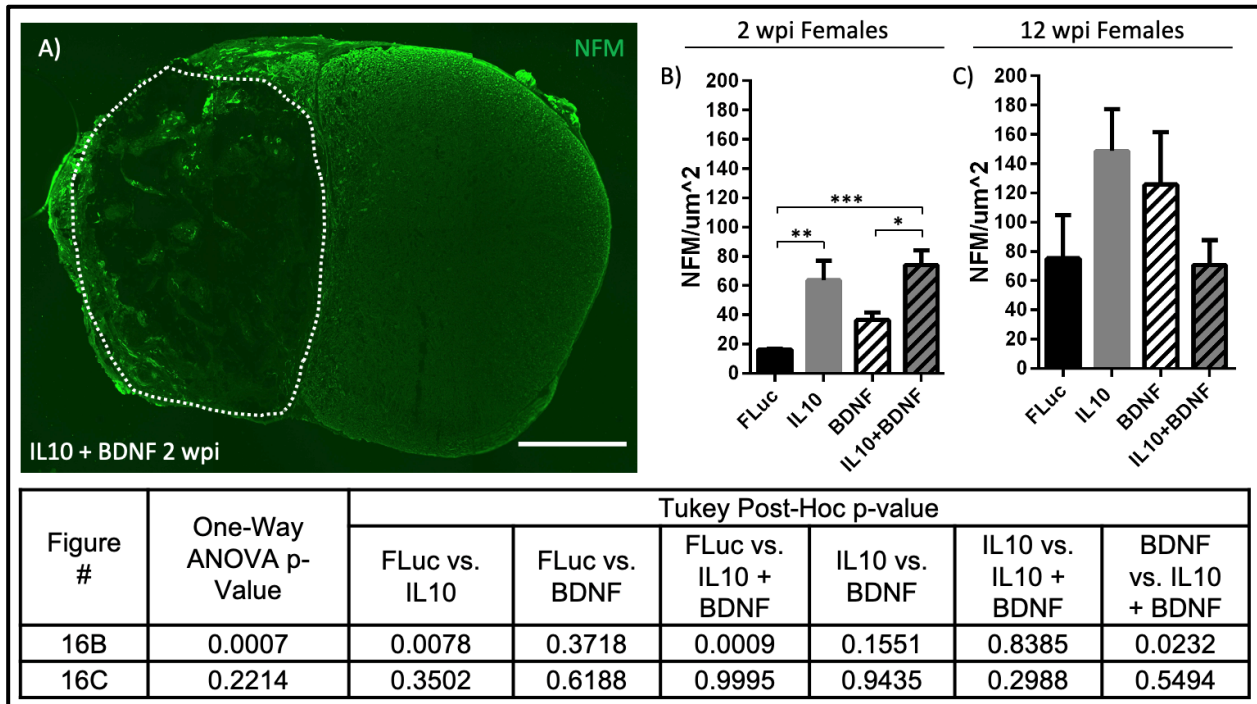 A)
NFM
IL10 + BDNF 2 wpi
2 wpi Females
B)
NFM/um^2
200
180
160
140
120
100
80
60
40
20
0
***
**
*
FLuc
IL10
BDNF
IL10+BDNF
12 wpi Females
C)
NFM/um^2
200
180
160
140
120
100
80
60
40
20
0
FLuc
IL10
BDNF
IL10+BDNF
Figure
#
One-Way
ANOVA p-
Value
Tukey Post-Hoc p-value
FLuc vs.
IL10
FLuc vs.
BDNF
FLuc vs.
IL10 +
BDNF
IL10 vs.
BDNF
IL10 vs.
IL10 +
BDNF
BDNF
vs. IL10
+ BDNF
16B 0.0007 0.0078 0.3718 0.0009 0.1551 0.8385 0.0232
16C 0.2214 0.3502 0.6188 0.9995 0.9435 0.2988 0.5494